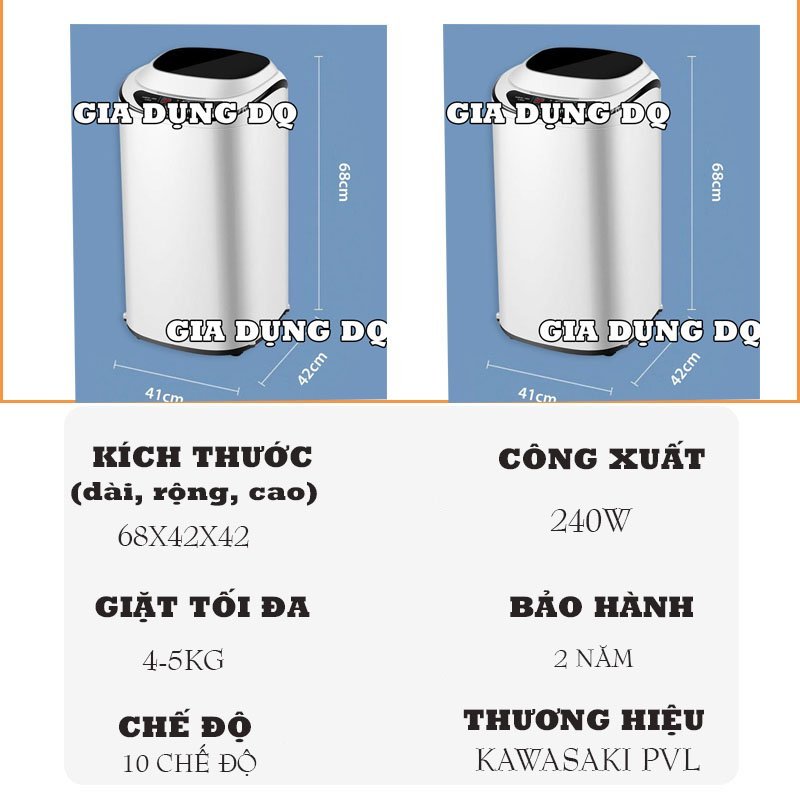 GIA DỤNG DQ
GIA DỤNG DQ
68cm
68cm
GIA DỤNG DQ
GIA DỤNG DQ
42cm
42cm
41cm
41cm
KÍCH THƯỚC
(dài, rộng, cao)
68X42X42
CÔNG XUẤT
240W
GIẶT TỐI ĐA
4-5KG
BẢO HÀNH
2 NĂM
CHẾ ĐỘ
10 CHẾ ĐỘ
THƯƠNG HIỆU
KAWASAKI PVL